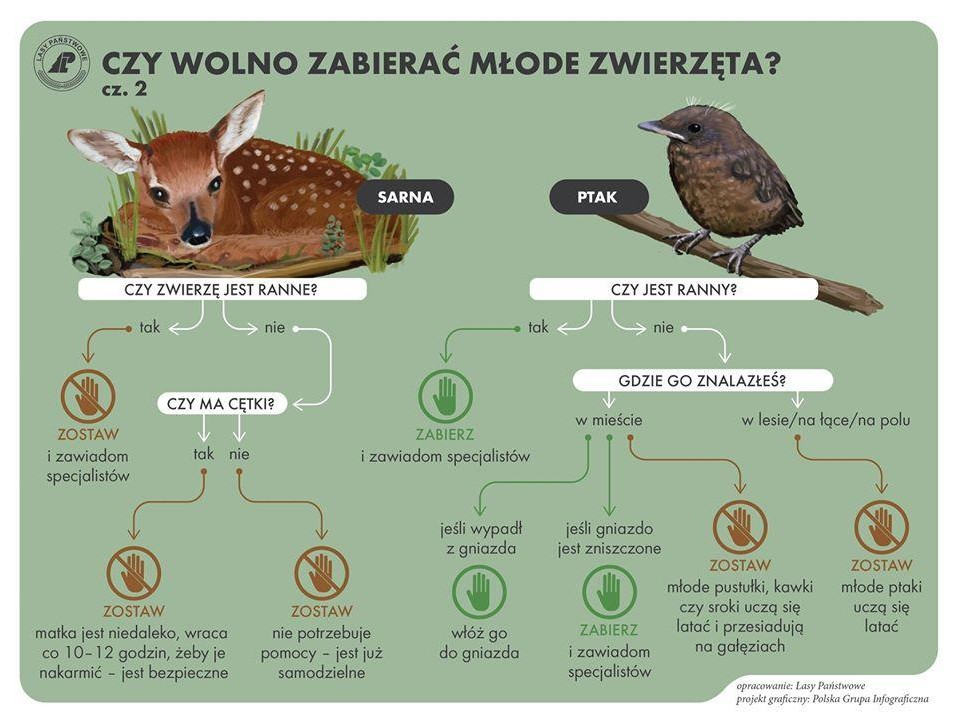 LASY PAŃSTWOWE
CZY WOLNO ZABIERAĆ MŁODE ZWIERZĘTA?
cz. 2
SARNA
CZY ZWIERZĘ JEST RANNE?
tak
nie
ZOSTAW
i zawiadom
specjalistów
CZY MA CĘTKI?
tak
nie
ZOSTAW
matka jest niedaleko, wraca
co 10–12 godzin, żeby je
nakarmić – jest bezpieczne
ZOSTAW
nie potrzebuje
pomocy – jest już
samodzielne
PTAK
CZY JEST RANNY?
tak
nie
ZABIERZ
i zawiadom specjalistów
GDZIE GO ZNALAZŁEŚ?
w mieście
w lesie/na łące/na polu
jeśli wypadł
z gniazda
włóż go
do gniazda
jeśli gniazdo
jest zniszczone
ZABIERZ
i zawiadom
specjalistów
ZOSTAW
młode pustułki, kawki
czy sroki uczą się
latać i przesiadują
na gałęziach
ZOSTAW
młode ptaki
uczą się
latać
opracowanie: Lasy Państwowe
projekt graficzny: Polska Grupa Infograficzna